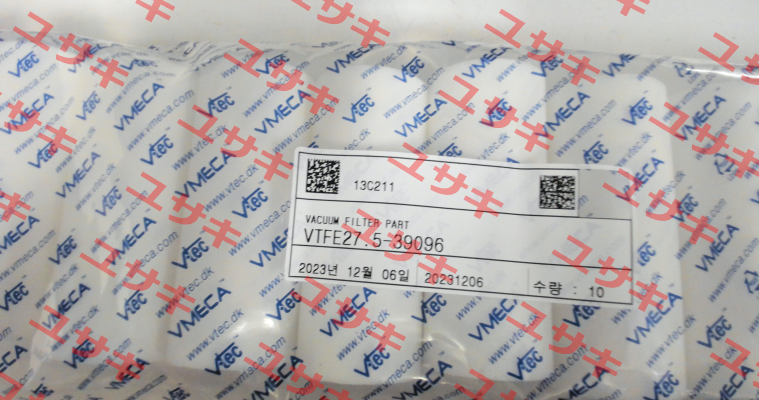 13C211
VACUUM FILTER PART
VTFE27.5-39096
2023년 12월 06일 20231206 수량 : 10
Vtec
www.vtec.dk
VMECA
www.vmeca.com
ユサキ